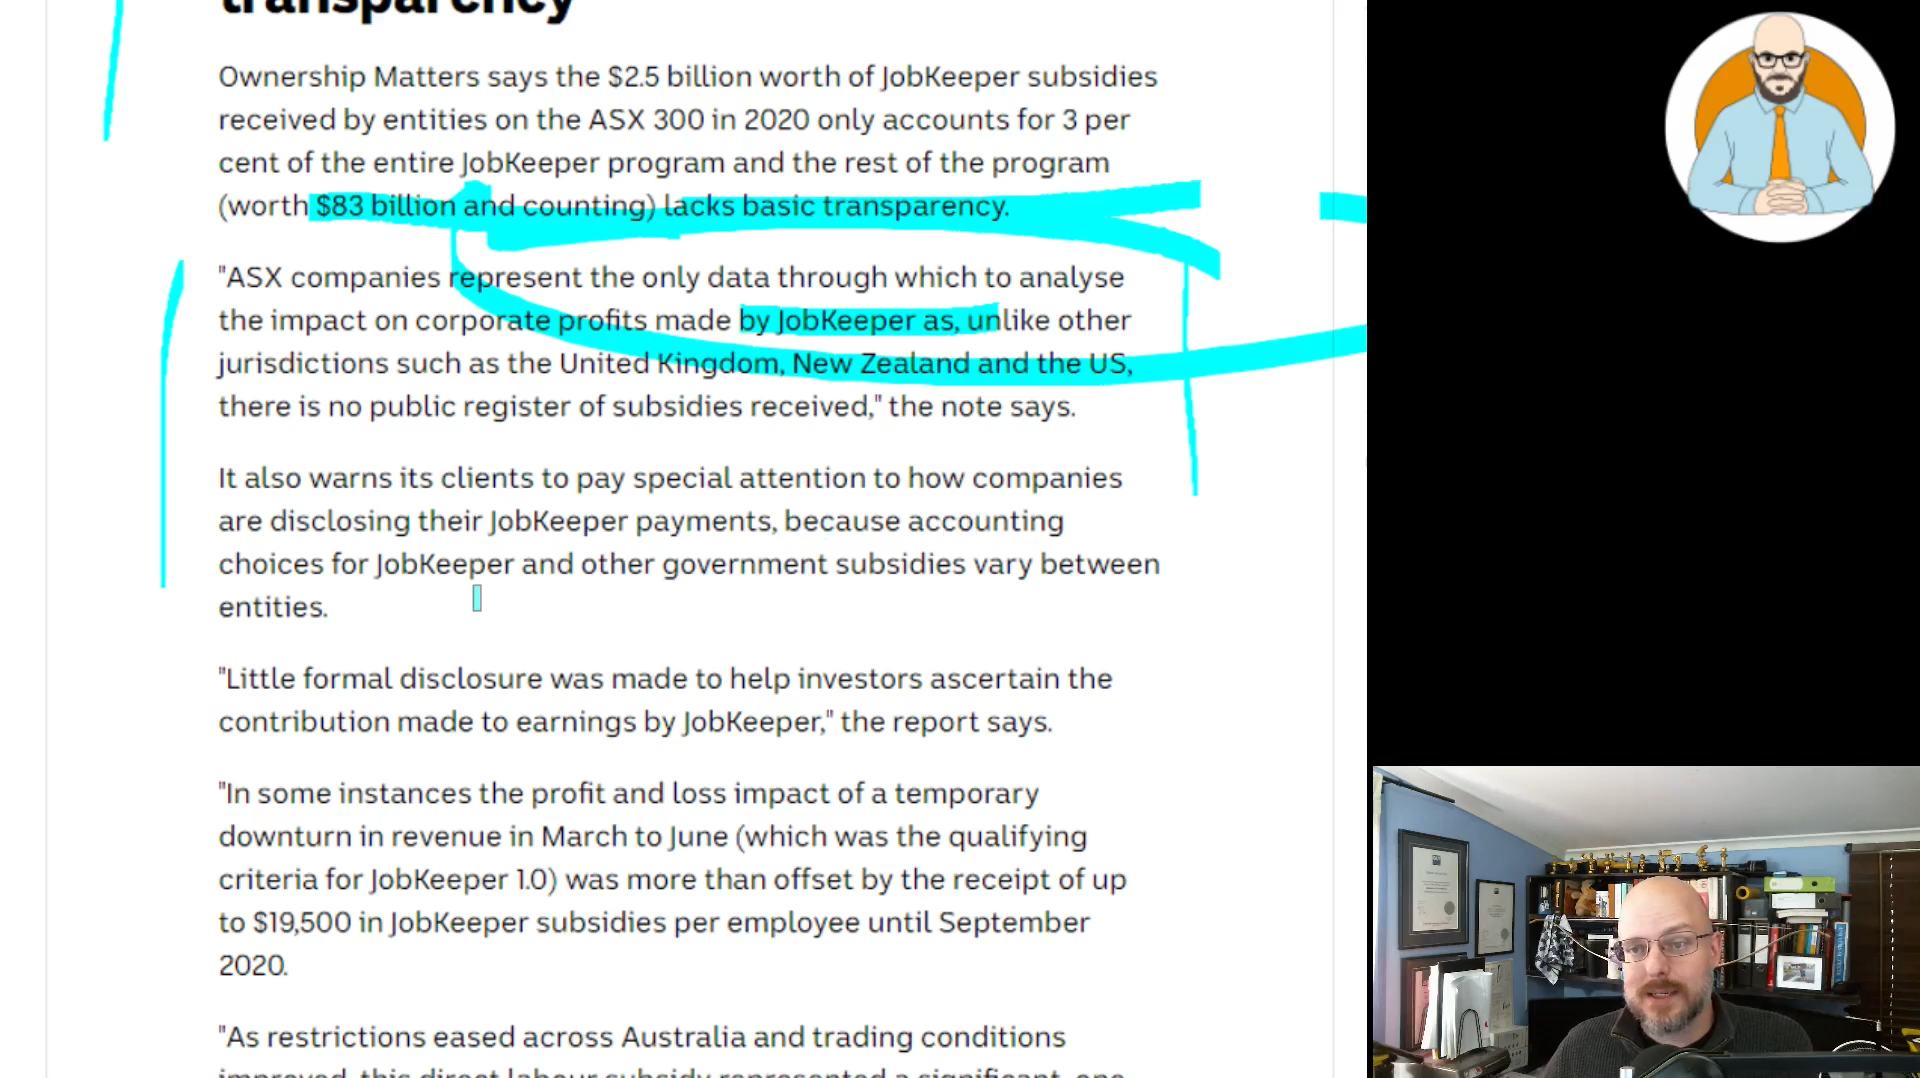 transparency
Ownership Matters says the $2.5 billion worth of JobKeeper subsidies
received by entities on the ASX 300 in 2020 only accounts for 3 per
cent of the entire JobKeeper program and the rest of the program
(worth $83 billion and counting) lacks basic transparency.
"ASX companies represent the only data through which to analyse
the impact on corporate profits made by JobKeeper as, unlike other
jurisdictions such as the United Kingdom, New Zealand and the US,
there is no public register of subsidies received," the note says.
It also warns its clients to pay special attention to how companies
are disclosing their JobKeeper payments, because accounting
choices for JobKeeper and other government subsidies vary between
entities.
"Little formal disclosure was made to help investors ascertain the
contribution made to earnings by JobKeeper," the report says.
"In some instances the profit and loss impact of a temporary
downturn in revenue in March to June (which was the qualifying
criteria for JobKeeper 1.0) was more than offset by the receipt of up
to $19,500 in JobKeeper subsidies per employee until September
2020.
"As restrictions eased across Australia and trading conditions
improved, this direct labour subsidy represented a significant, one